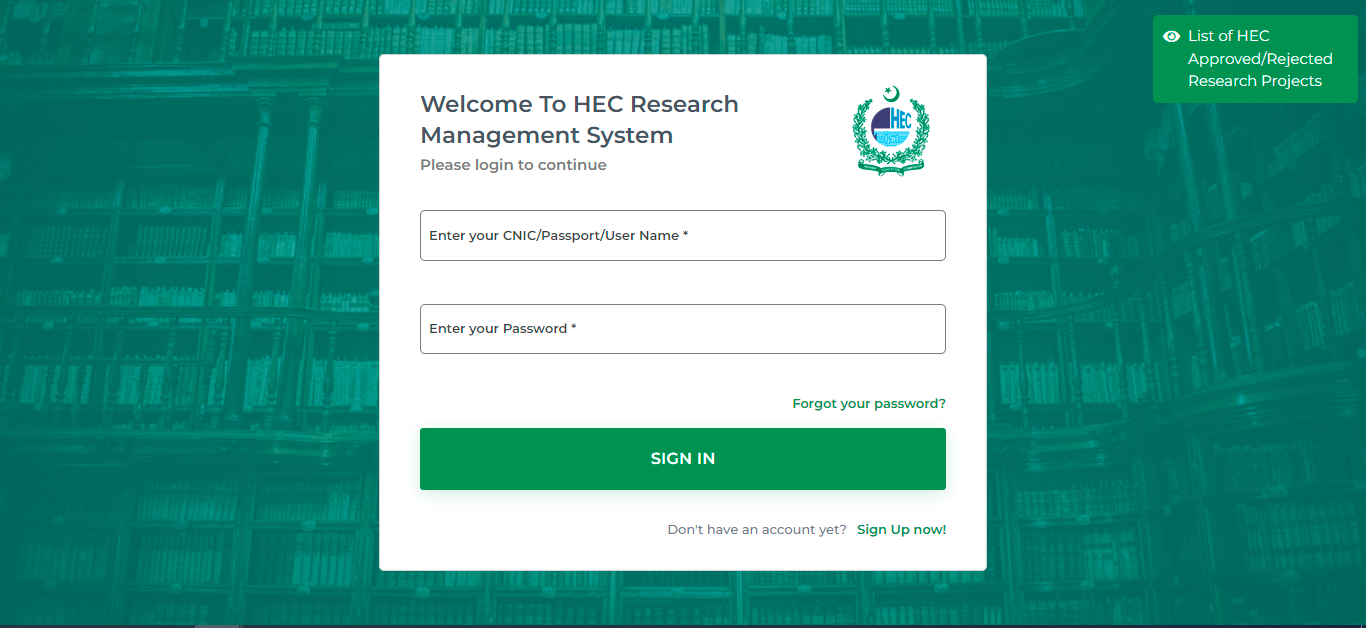 List of HEC
Approved/Rejected
Research Projects
Welcome To HEC Research
Management System
Please login to continue
HEC
Enter your CNIC/Passport/User Name *
Enter your Password *
Forgot your password?
SIGN IN
Don't have an account yet? Sign Up now!